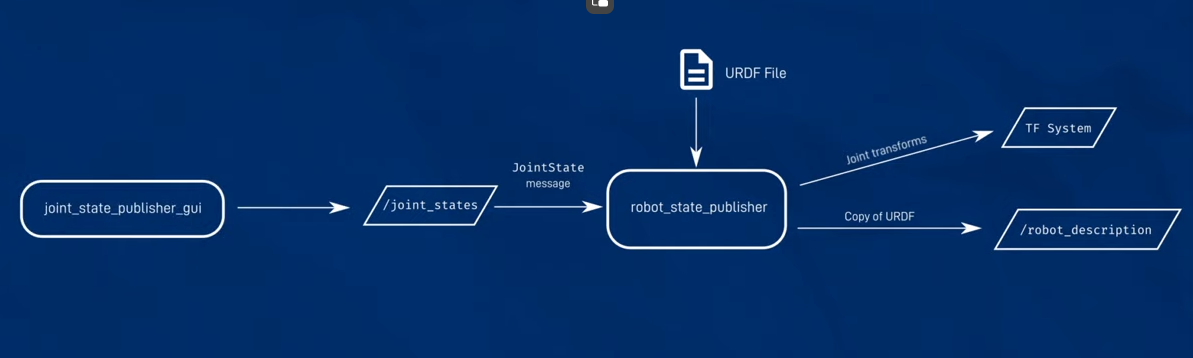 URDF File
TF System
Joint transforms
JointState
message
joint_state_publisher_gui
/joint_states
robot_state_publisher
Copy of URDF
/robot_description